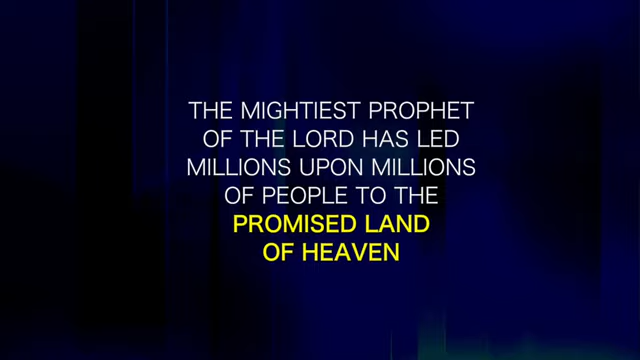 THE MIGHTIEST PROPHET
OF THE LORD HAS LED
MILLIONS UPON MILLIONS
OF PEOPLE TO THE
PROMISED LAND
OF HEAVEN